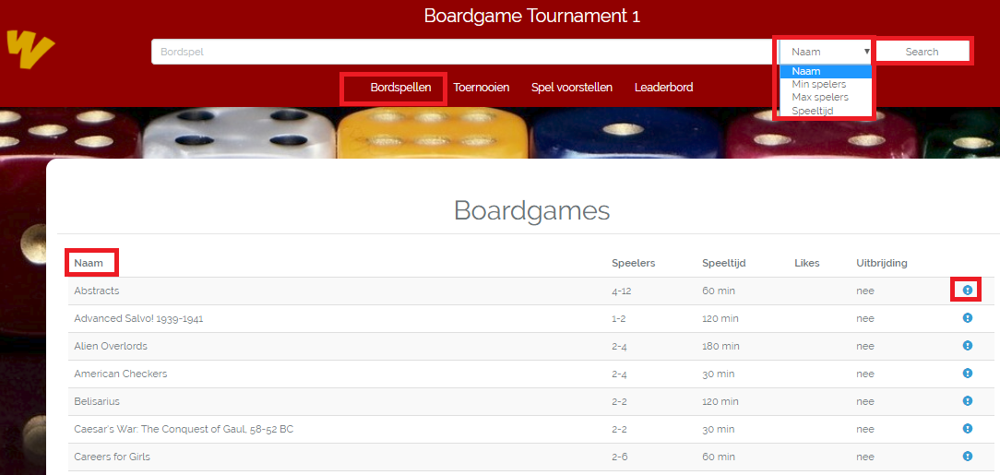 Boardgame Tournament 1
Bordspel
Naam
Search
Naam
Min spelers
Max spelers
Speeltijd
Bordspellen Toernooien Spel voorstellen Leaderbord
Boardgames
Naam Speelers Speeltijd Likes Uitbrijding
Abstracts 4-12 60 min nee
Advanced Salvo! 1939-1941 1-2 120 min nee
Alien Overlords 2-4 180 min nee
American Checkers 2-4 30 min nee
Belisarius 2-2 120 min nee
Caesar's War: The Conquest of Gaul, 58-52 BC 2-2 30 min nee
Careers for Girls 2-6 60 min nee